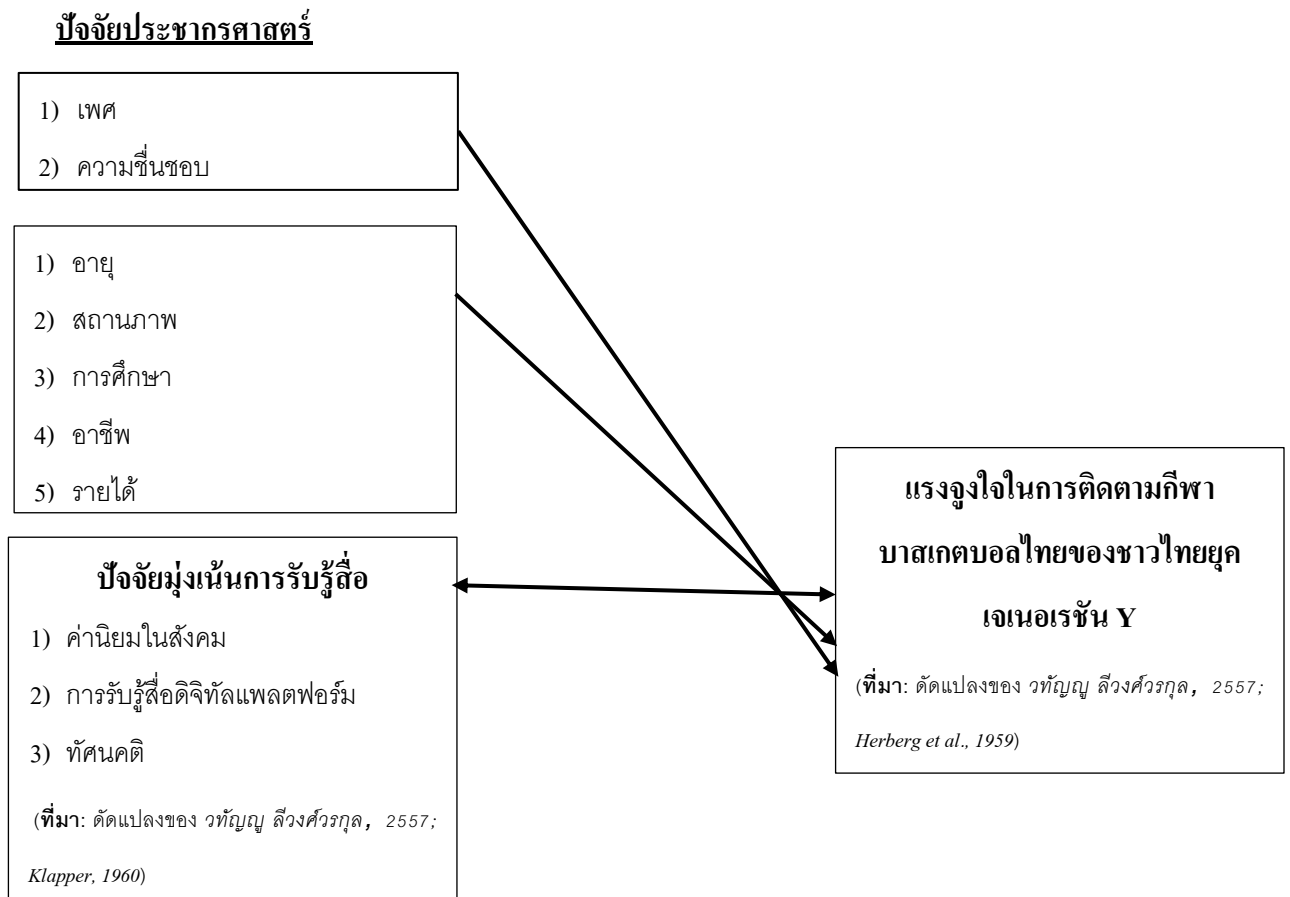 ปัจจัยประชากรศาสตร์
1) เพศ
2) ความชื่นชอบ
1) อายุ
2) สถานภาพ
3) การศึกษา
4) อาชีพ
5) รายได้
ปัจจัยมุ่งเน้นการรับรู้สื่อ
1) ค่านิยมในสังคม
2) การรับรู้สื่อดิจิทัลแพลตฟอร์ม
3) ทัศนคติ
(ที่มา: ดัดแปลงของ วทัญญู ลีวงศ์วรกุล, 2557;
Klapper, 1960)
แรงจูงใจในการติดตามกีฬา
บาสเกตบอลไทยของชาวไทยยุค
เจเนอเรชัน Y
(ที่มา: ดัดแปลงของ วทัญญู ลีวงศ์วรกุล, 2557;
Herberg et al., 1959)